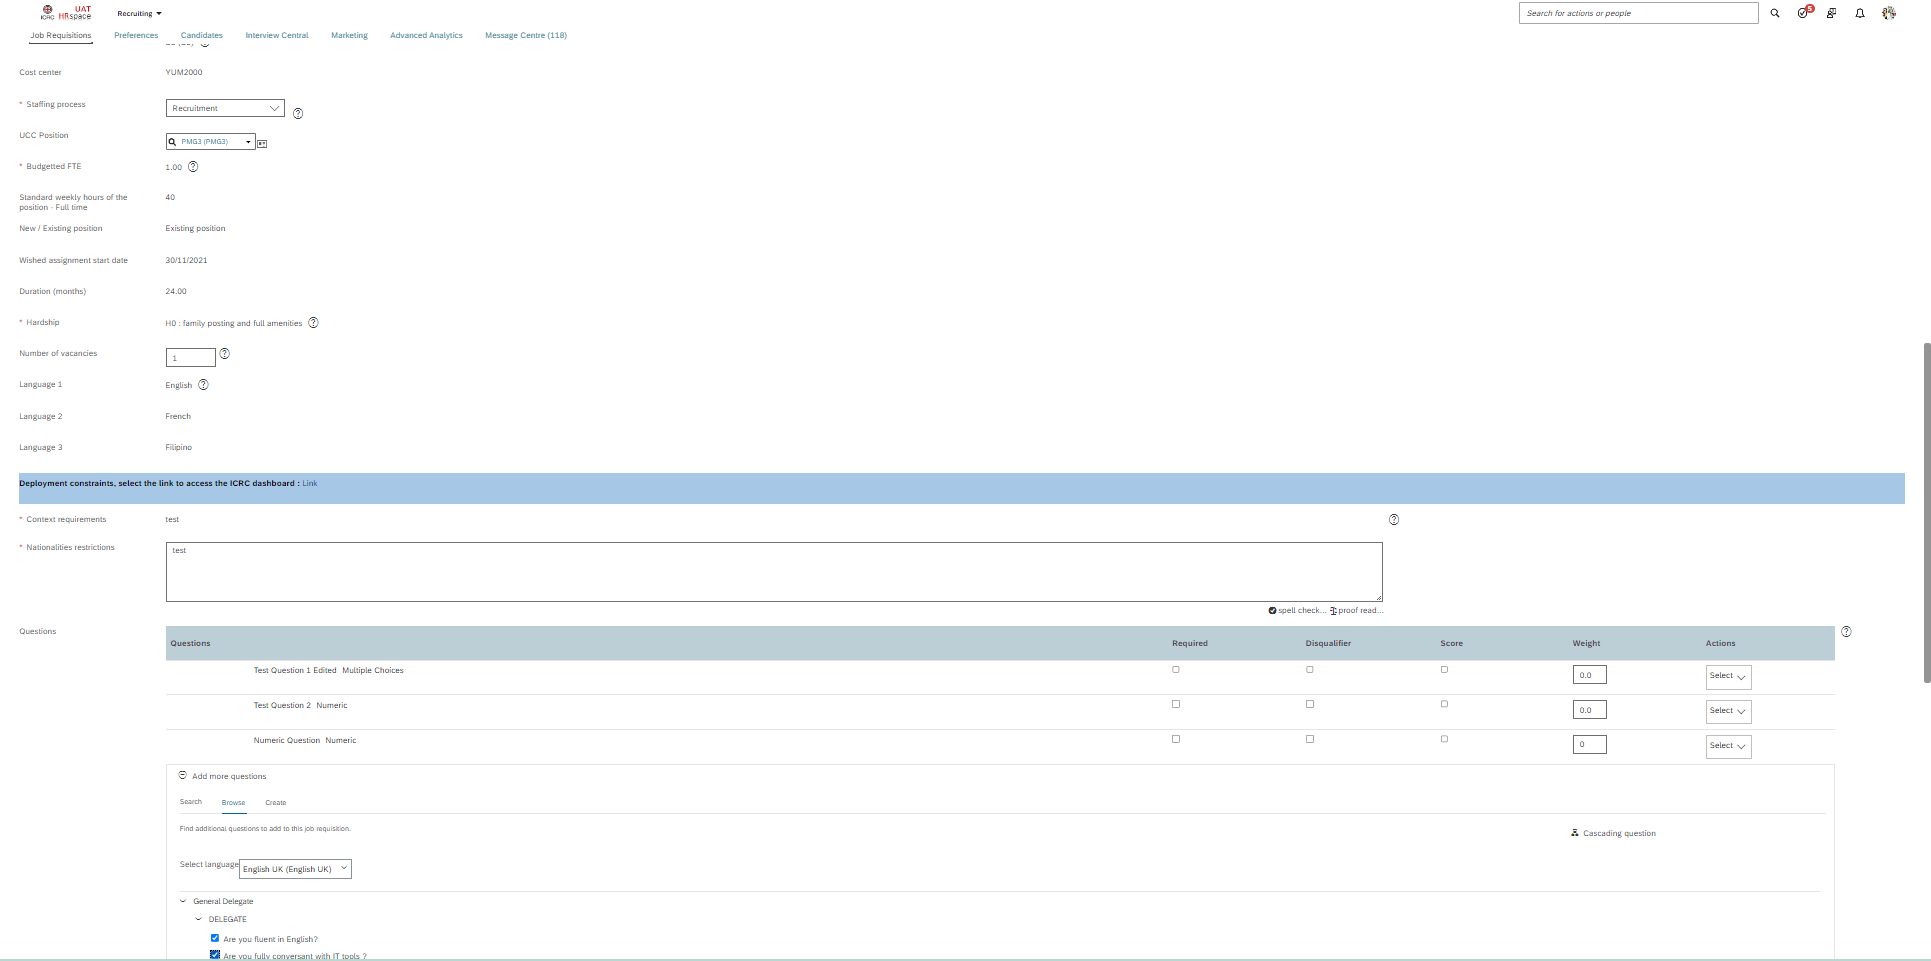 UAT
ICRC HRspace
Recruiting
Search for actions or people
5
Job Requisitions Preferences Candidates Interview Central Marketing Advanced Analytics Message Centre (118)
Cost center YUM2000
* Staffing process Recruitment
UCC Position PMG3 (PMG3)
* Budgetted FTE 1.00
Standard weekly hours of the 40
position - Full time
New / Existing position Existing position
Wished assignment start date 30/11/2021
Duration (months) 24.00
* Hardship H0 : family posting and full amenities
Number of vacancies 1
Language 1 English
Language 2 French
Language 3 Filipino
Deployment constraints, select the link to access the ICRC dashboard : Link
* Context requirements test
* Nationalities restrictions test
spell check... proof read...
Questions
Questions Required Disqualifier Score Weight Actions
Test Question 1 Edited Multiple Choices 0.0 Select
Test Question 2 Numeric 0.0 Select
Numeric Question Numeric 0 Select
Add more questions
Search Browse Create
Find additional questions to add to this job requisition.
Cascading question
Select language English UK (English UK)
General Delegate
DELEGATE
Are you fluent in English?
Are you fully conversant with IT tools ?